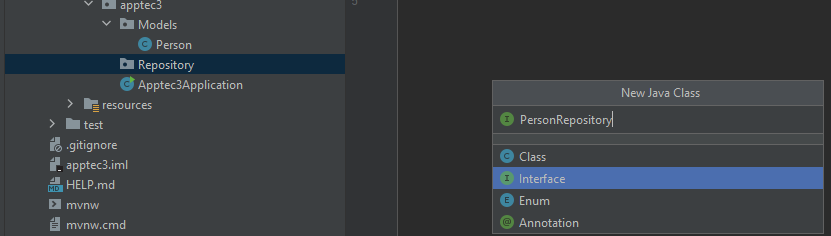 apptec3
Models
Person
Repository
Apptec3Application
resources
test
.gitignore
apptec3.iml
HELP.md
mvnw
mvnw.cmd
5
New Java Class
PersonRepository
Class
Interface
Enum
Annotation